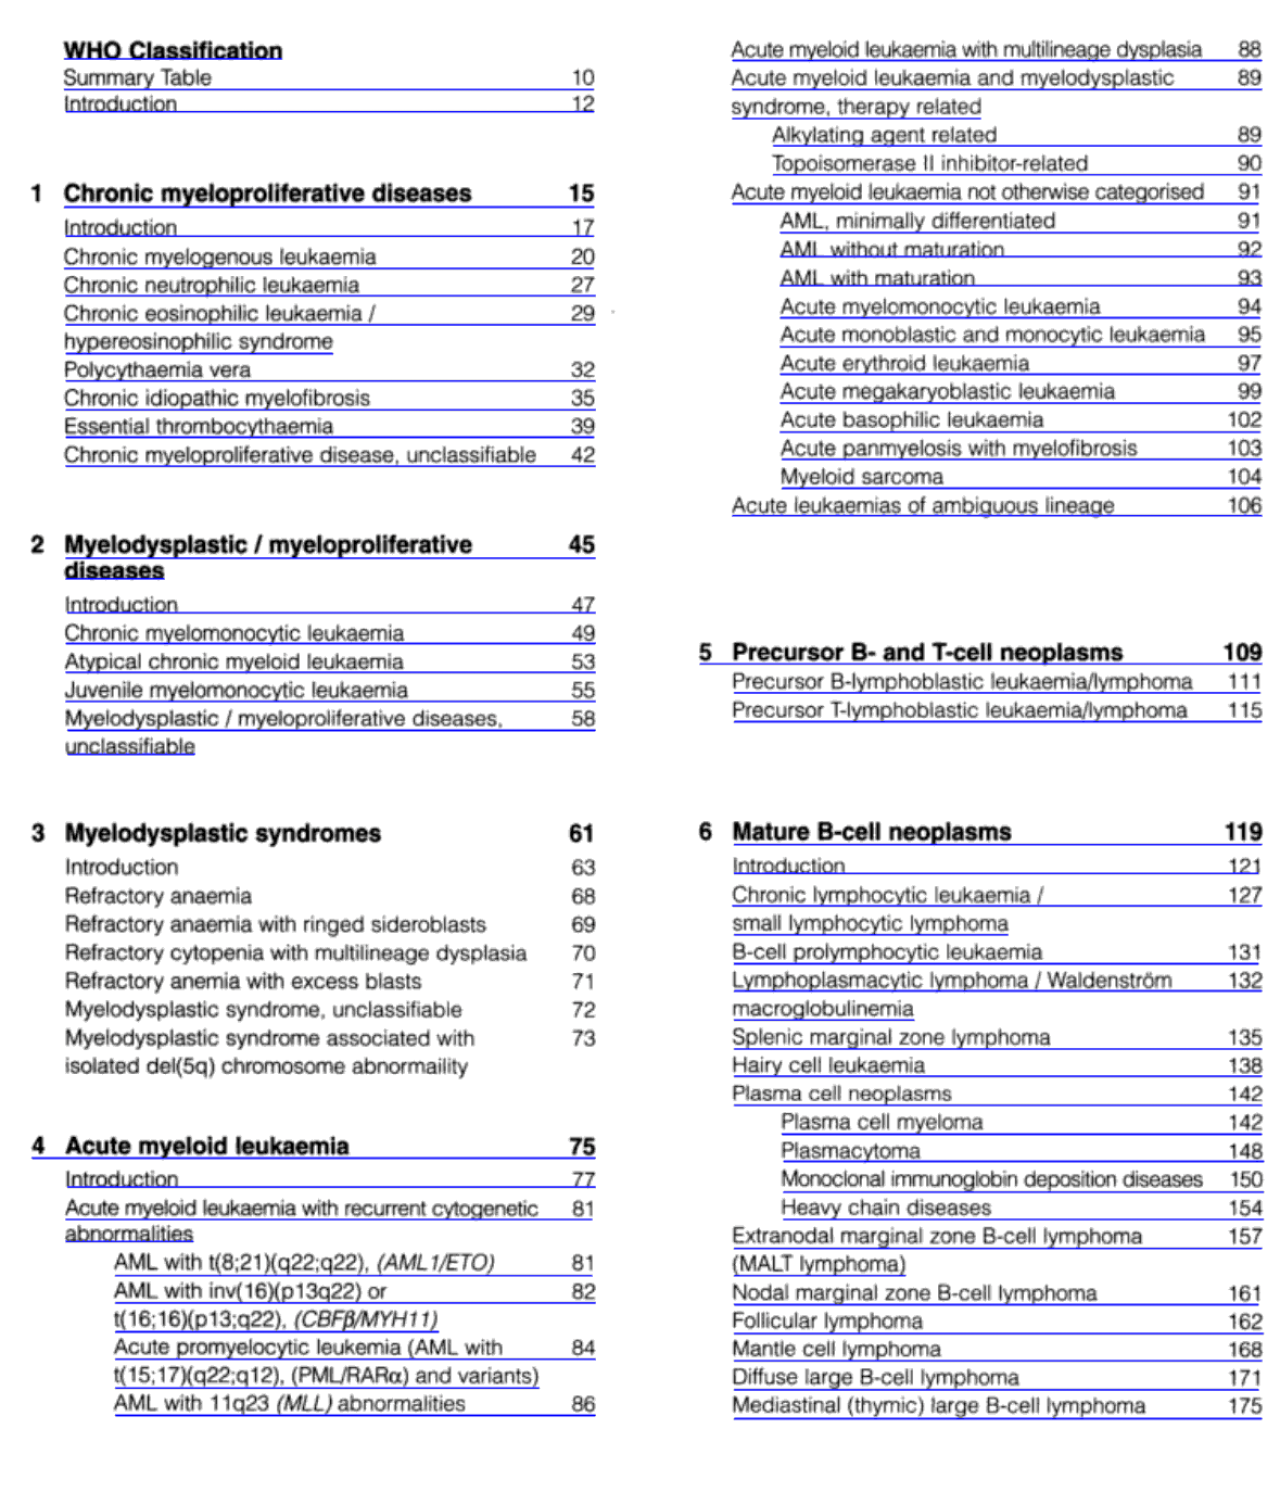 WHO Classification
Summary Table 10
Introduction 12
1 Chronic myeloproliferative diseases 15
Introduction 17
Chronic myelogenous leukaemia 20
Chronic neutrophilic leukaemia 27
Chronic eosinophilic leukaemia / 29
hypereosinophilic syndrome
Polycythaemia vera 32
Chronic idiopathic myelofibrosis 35
Essential thrombocythaemia 39
Chronic myeloproliferative disease, unclassifiable 42
2 Myelodysplastic / myeloproliferative 45
diseases
Introduction 47
Chronic myelomonocytic leukaemia 49
Atypical chronic myeloid leukaemia 53
Juvenile myelomonocytic leukaemia 55
Myelodysplastic / myeloproliferative diseases, 58
unclassifiable
3 Myelodysplastic syndromes 61
Introduction 63
Refractory anaemia 68
Refractory anaemia with ringed sideroblasts 69
Refractory cytopenia with multilineage dysplasia 70
Refractory anemia with excess blasts 71
Myelodysplastic syndrome, unclassifiable 72
Myelodysplastic syndrome associated with 73
isolated del(5q) chromosome abnormaility
4 Acute myeloid leukaemia 75
Introduction 77
Acute myeloid leukaemia with recurrent cytogenetic 81
abnormalities
AML with t(8;21)(q22;q22), (AML1/ETO) 81
AML with inv(16)(p13q22) or 82
t(16;16)(p13;q22), (CBFβ/MYH11)
Acute promyelocytic leukemia (AML with 84
t(15;17)(q22;q12), (PML/RARα) and variants)
AML with 11q23 (MLL) abnormalities 86
Acute myeloid leukaemia with multilineage dysplasia 88
Acute myeloid leukaemia and myelodysplastic 89
syndrome, therapy related
Alkylating agent related 89
Topoisomerase II inhibitor-related 90
Acute myeloid leukaemia not otherwise categorised 91
AML, minimally differentiated 91
AML without maturation 92
AML with maturation 93
Acute myelomonocytic leukaemia 94
Acute monoblastic and monocytic leukaemia 95
Acute erythroid leukaemia 97
Acute megakaryoblastic leukaemia 99
Acute basophilic leukaemia 102
Acute panmyelosis with myelofibrosis 103
Myeloid sarcoma 104
Acute leukaemias of ambiguous lineage 106
5 Precursor B- and T-cell neoplasms 109
Precursor B-lymphoblastic leukaemia/lymphoma 111
Precursor T-lymphoblastic leukaemia/lymphoma 115
6 Mature B-cell neoplasms 119
Introduction 121
Chronic lymphocytic leukaemia / 127
small lymphocytic lymphoma
B-cell prolymphocytic leukaemia 131
Lymphoplasmacytic lymphoma / Waldenström 132
macroglobulinemia
Splenic marginal zone lymphoma 135
Hairy cell leukaemia 138
Plasma cell neoplasms 142
Plasma cell myeloma 142
Plasmacytoma 148
Monoclonal immunoglobin deposition diseases 150
Heavy chain diseases 154
Extranodal marginal zone B-cell lymphoma 157
(MALT lymphoma)
Nodal marginal zone B-cell lymphoma 161
Follicular lymphoma 162
Mantle cell lymphoma 168
Diffuse large B-cell lymphoma 171
Mediastinal (thymic) large B-cell lymphoma 175